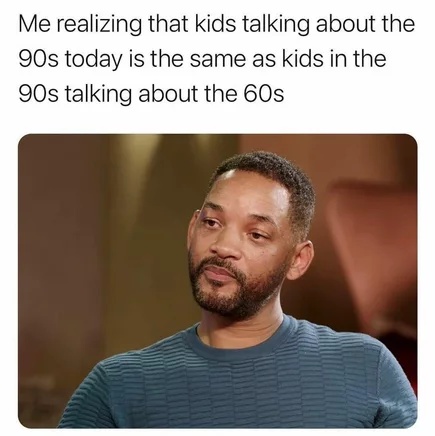 Me realizing that kids talking about the
90s today is the same as kids in the
90s talking about the 60s